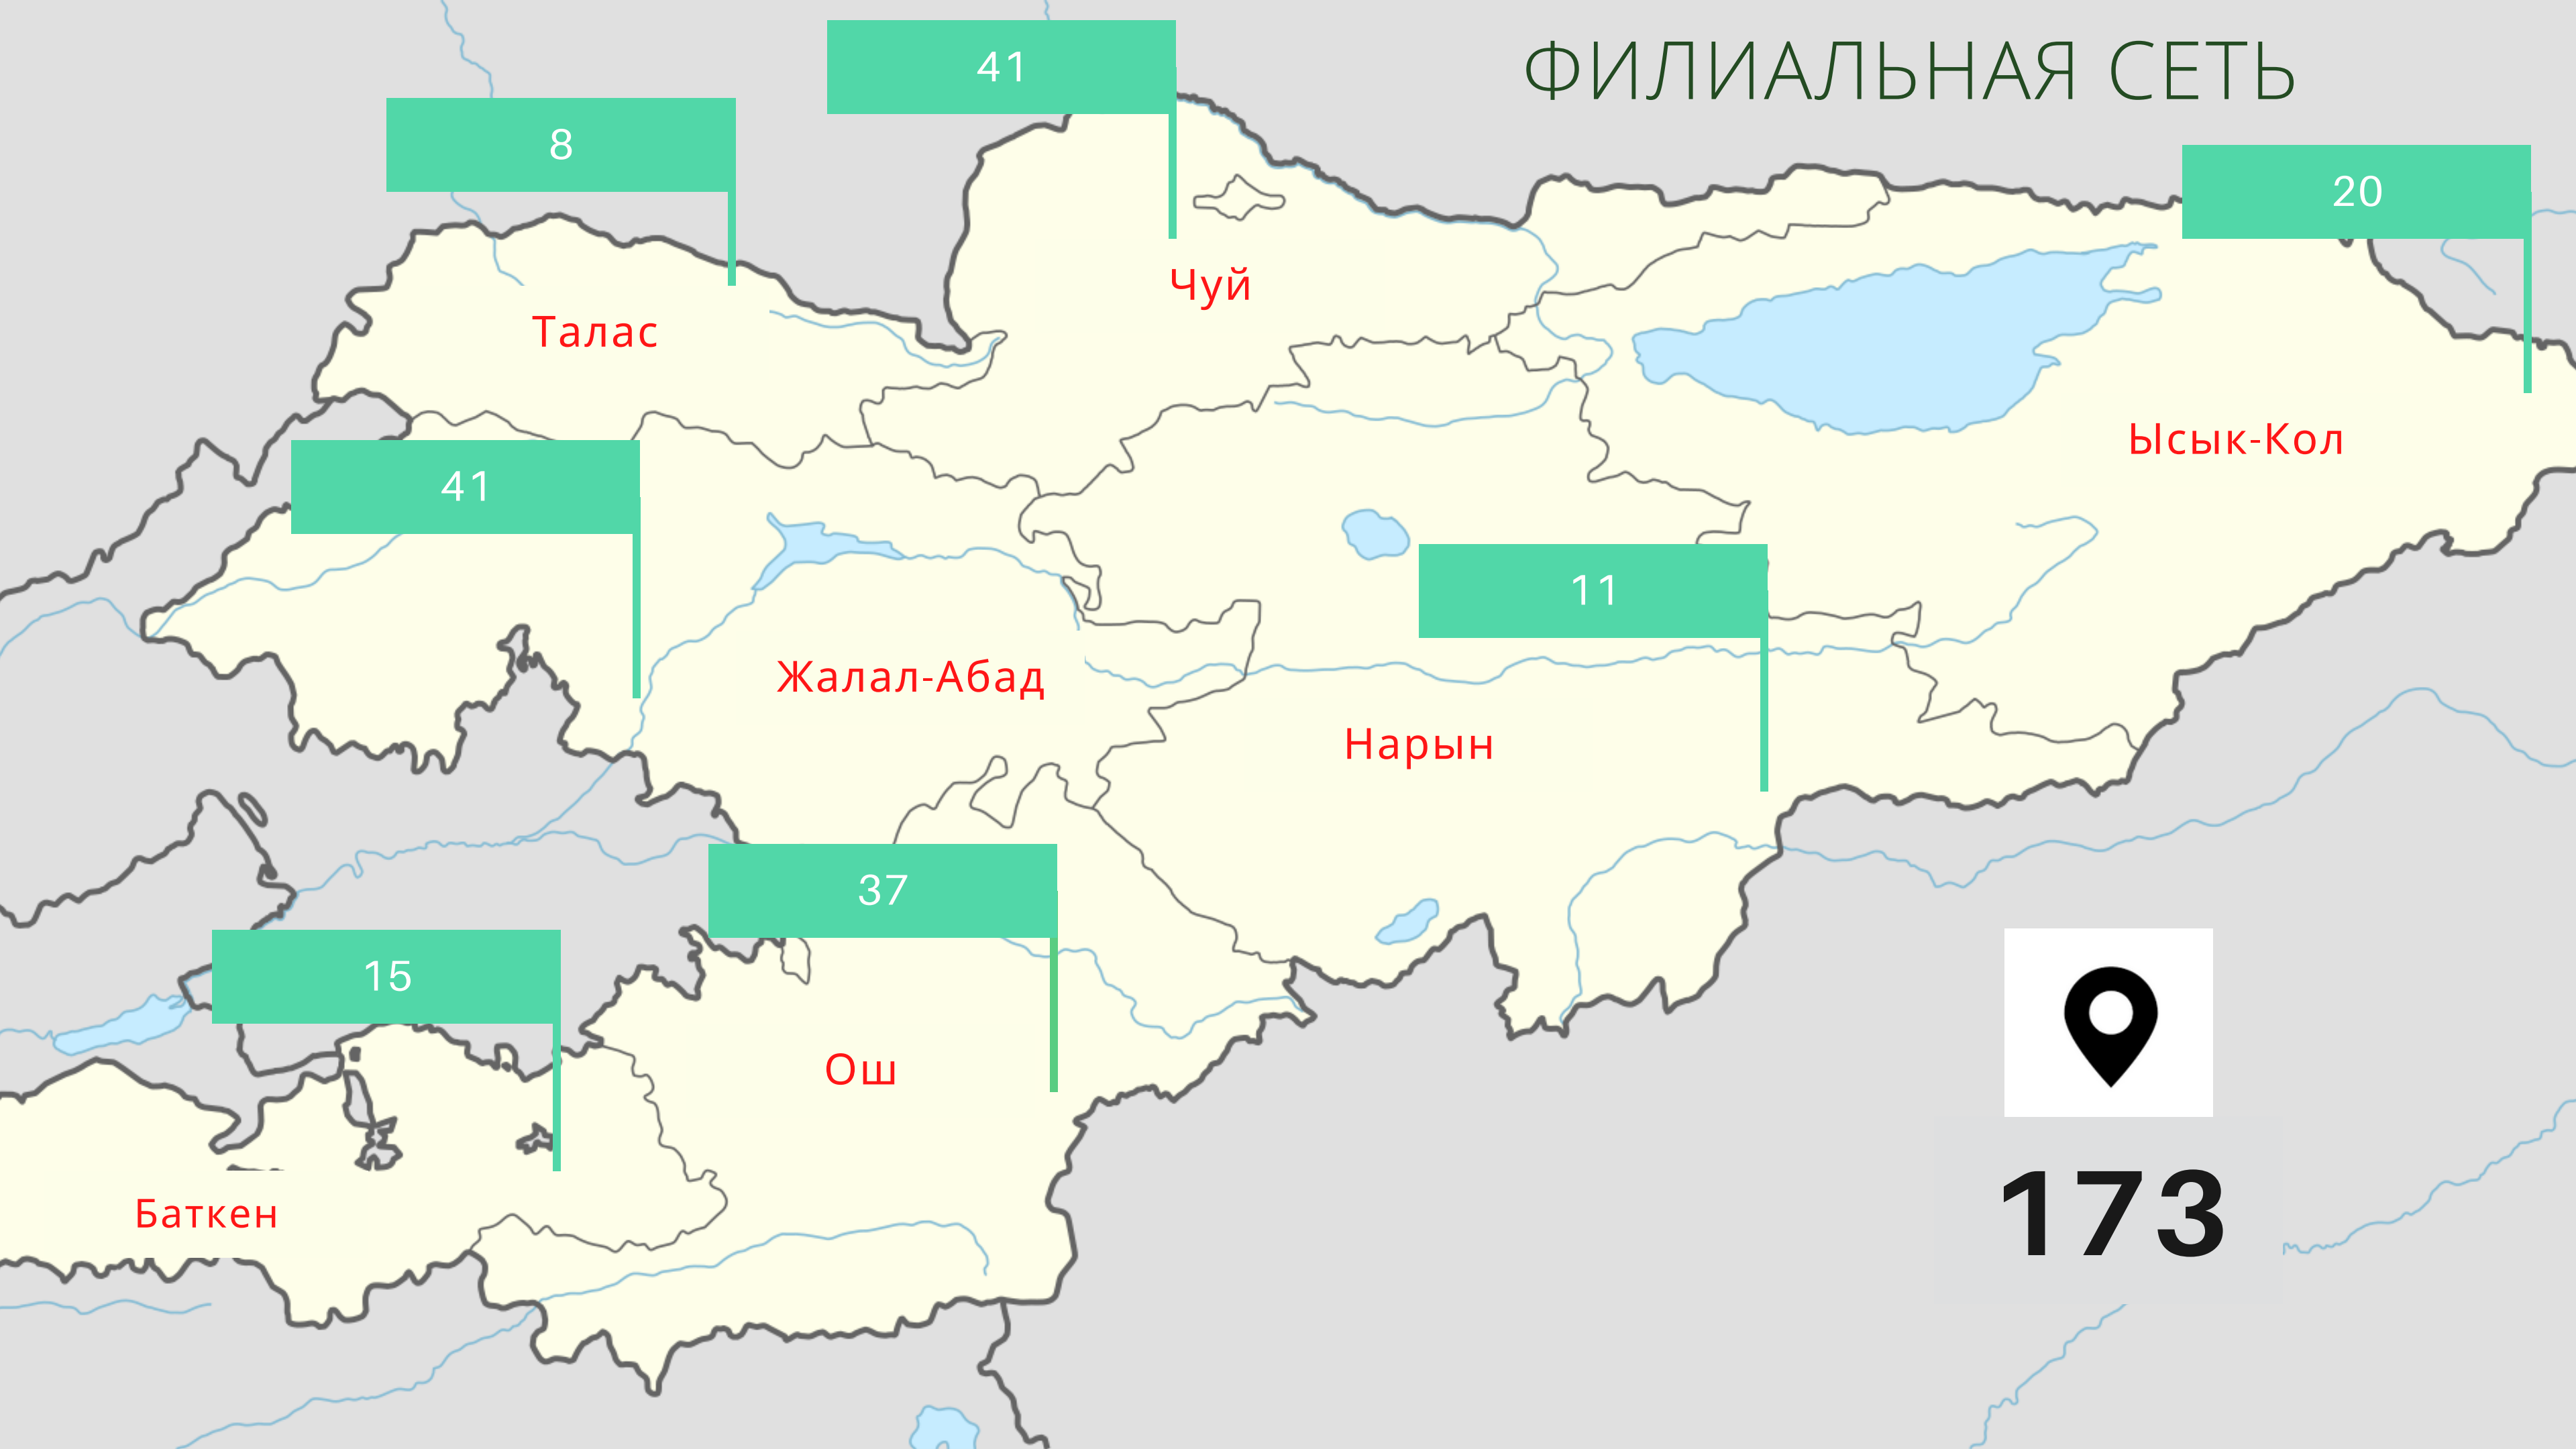 ФИЛИАЛЬНАЯ СЕТЬ
41
8
20
Чуй
Талас
Ысык-Кол
41
11
Жалал-Абад
Нарын
37
15
Ош
Баткен
173